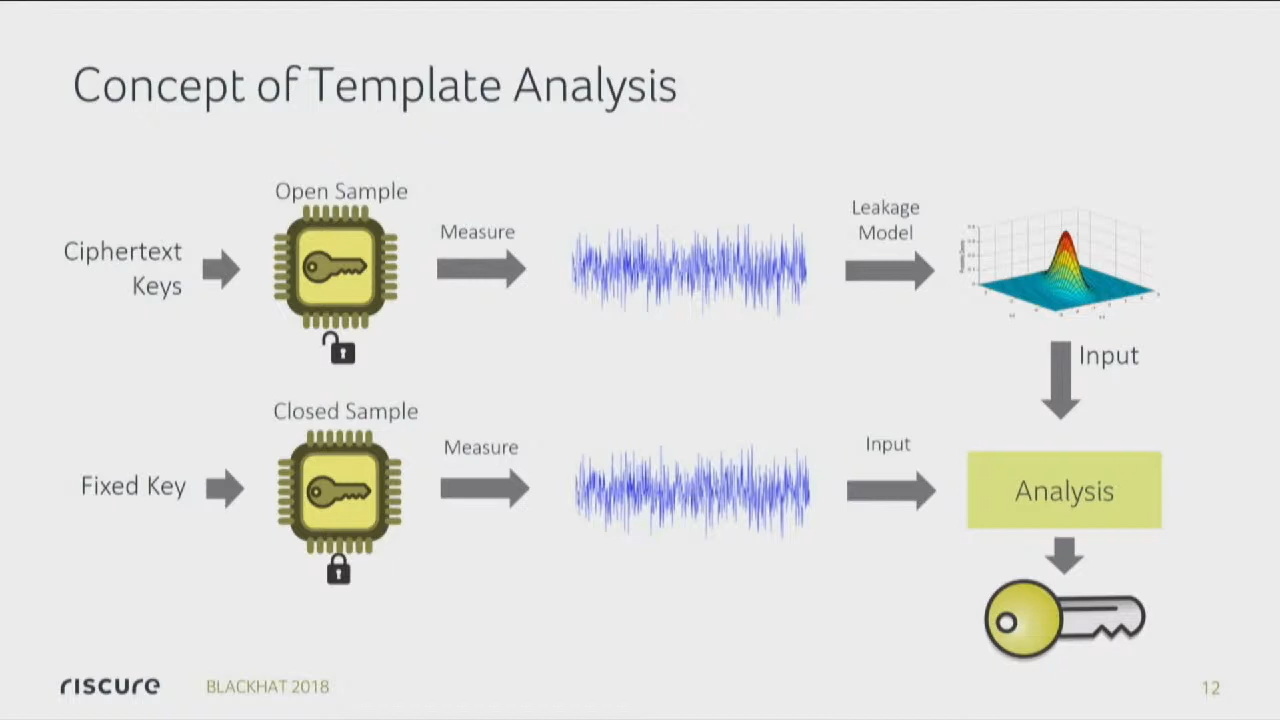 Concept of Template Analysis
Open Sample
Ciphertext
Keys
Measure
Leakage
Model
Input
Closed Sample
Fixed Key
Measure
Input
Analysis
riscure
BLACKHAT 2018
12